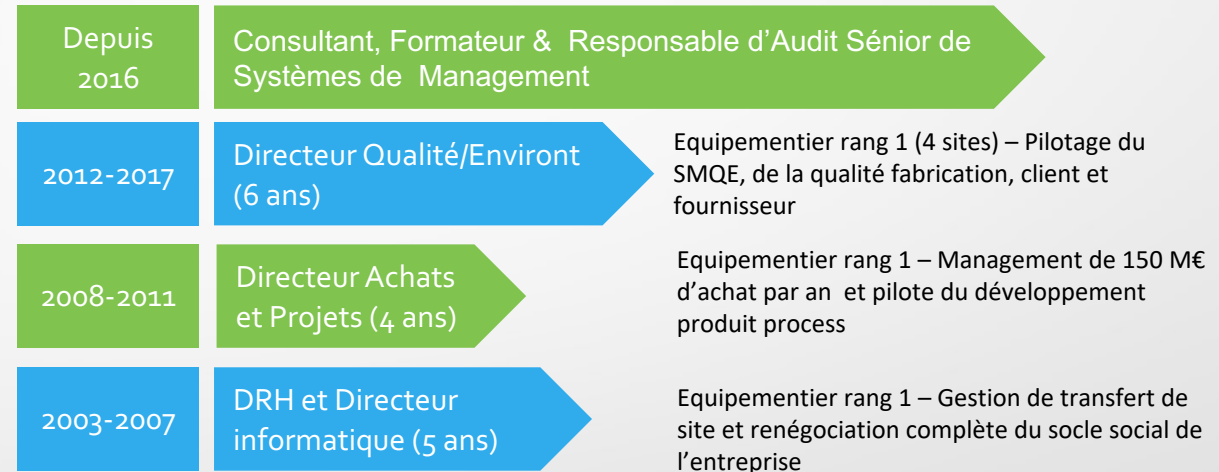 Depuis
2016
Consultant, Formateur & Responsable d'Audit Sénior de
Systèmes de Management
2012-2017
Directeur Qualité/Environt
(6 ans)
Equipementier rang 1 (4 sites) – Pilotage du
SMQE, de la qualité fabrication, client et
fournisseur
2008-2011
Directeur Achats
et Projets (4 ans)
Equipementier rang 1 – Management de 150 M€
d'achat par an et pilote du développement
produit process
2003-2007
DRH et Directeur
informatique (5 ans)
Equipementier rang 1 – Gestion de transfert de
site et renégociation complète du socle social de
l'entreprise